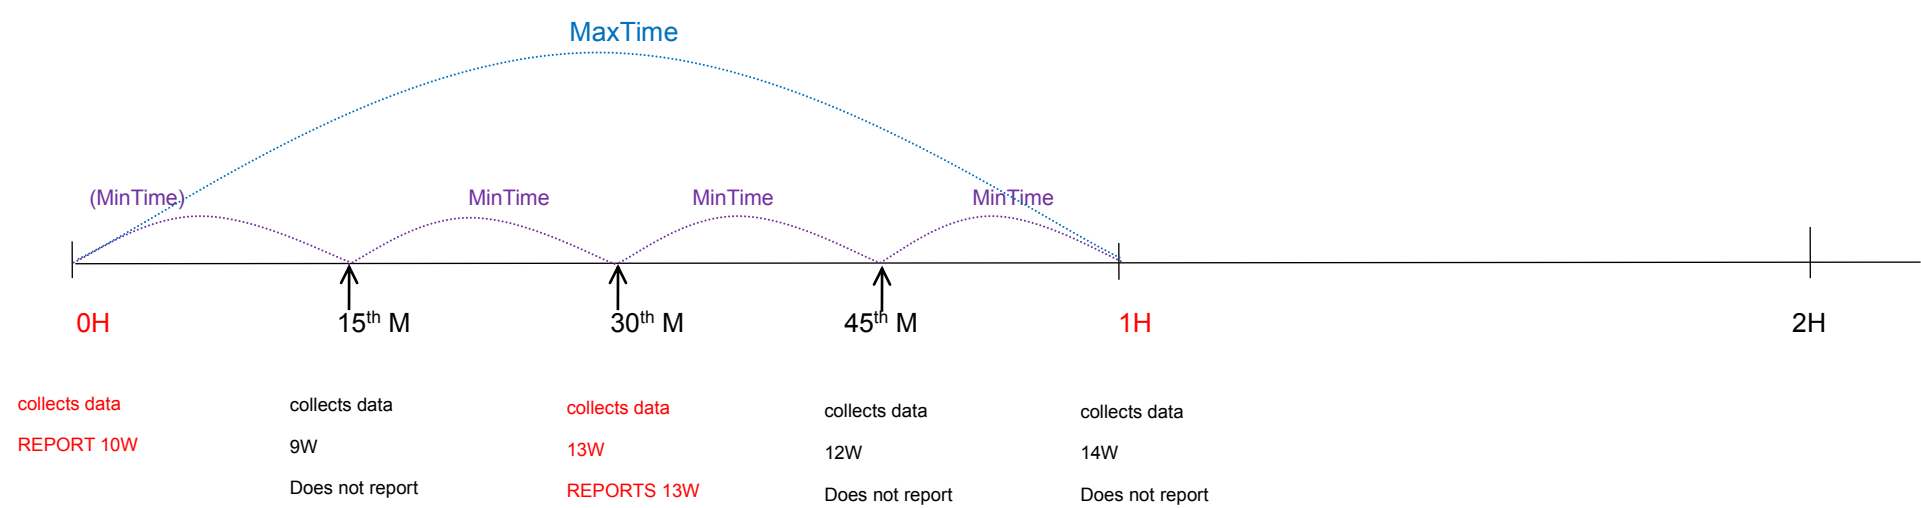 MaxTime
(MinTime) MinTime MinTime MinTime
0H 15th M 30th M 45th M 1H 2H
collects data
REPORT 10W
collects data
9W
Does not report
collects data
13W
REPORTS 13W
collects data
12W
Does not report
collects data
14W
Does not report